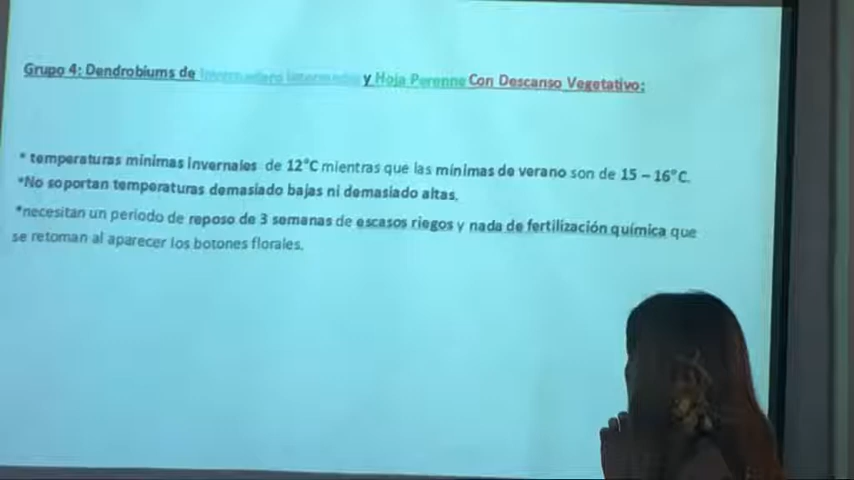 Grupo 4: Dendrobiums de Invernadero Intermedio y Hoja Perenne Con Descanso Vegetativo:
* temperaturas mínimas invernales de 12°C mientras que las mínimas de verano son de 15 – 16°C.
*No soportan temperaturas demasiado bajas ni demasiado altas.
*necesitan un periodo de reposo de 3 semanas de escasos riegos y nada de fertilización química que
se retoman al aparecer los botones florales.